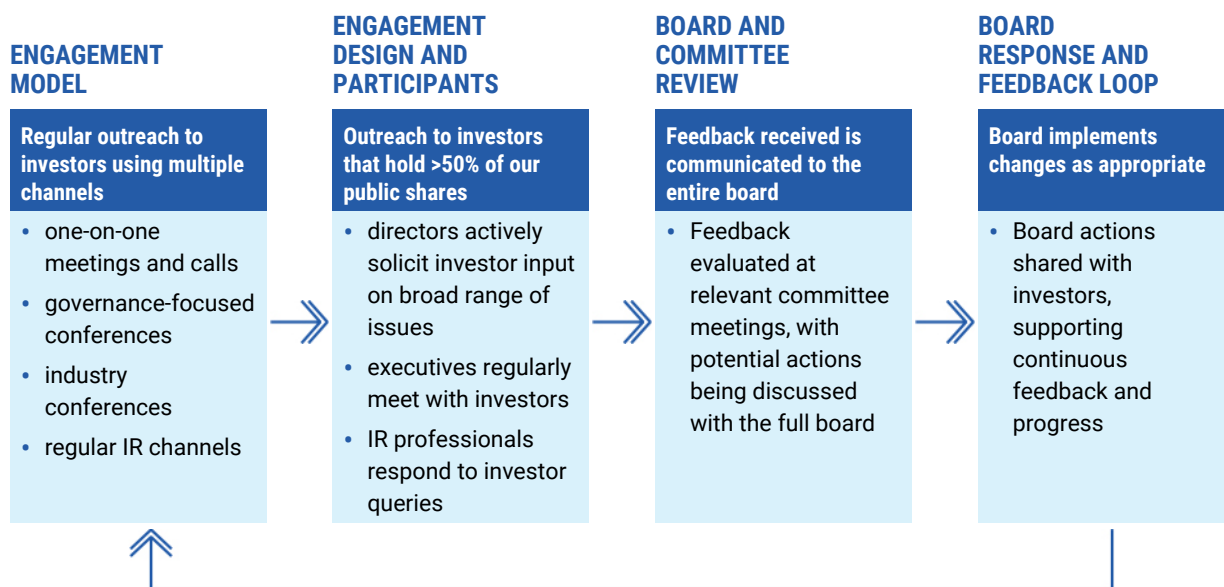 ENGAGEMENT
MODEL
Regular outreach to
investors using multiple
channels
• one-on-one
meetings and calls
• governance-focused
conferences
• industry
conferences
• regular IR channels
ENGAGEMENT
DESIGN AND
PARTICIPANTS
Outreach to investors
that hold >50% of our
public shares
• directors actively
solicit investor input
on broad range of
issues
• executives regularly
meet with investors
• IR professionals
respond to investor
queries
BOARD AND
COMMITTEE
REVIEW
Feedback received is
communicated to the
entire board
• Feedback
evaluated at
relevant committee
meetings, with
potential actions
being discussed
with the full board
BOARD
RESPONSE AND
FEEDBACK LOOP
Board implements
changes as appropriate
• Board actions
shared with
investors,
supporting
continuous
feedback and
progress